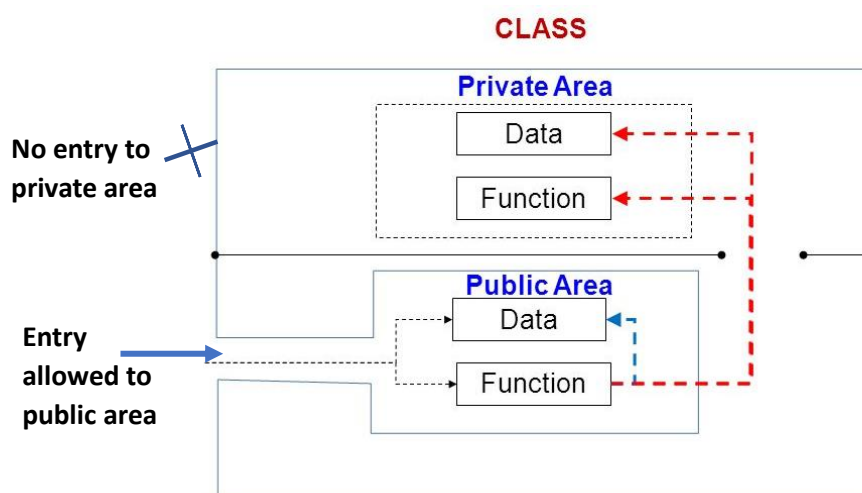 CLASS
Private Area
Data
Function
No entry to
private area
Public Area
Data
Function
Entry
allowed to
public area